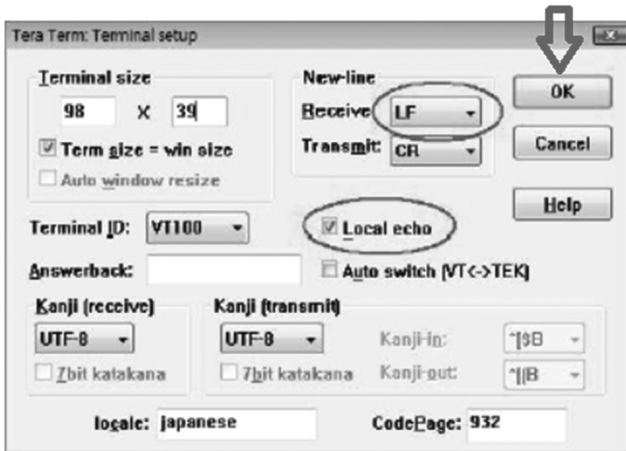 Tera Term: Terminal setup
Terminal size
98 X 39
Term size = win size
Auto window resize
New-line
Receive: LF
Transmit: CR
OK
Cancel
Help
Terminal ID: VT100
Local echo
Answerback:
Auto switch (VT<->TEK)
Kanji (receive)
UTF-8
7bit katakana
Kanji (transmit)
UTF-8
7bit katakana
Kanji-in: ^[$B
Kanji-out: ^[(B
locale: japanese
CodePage: 932